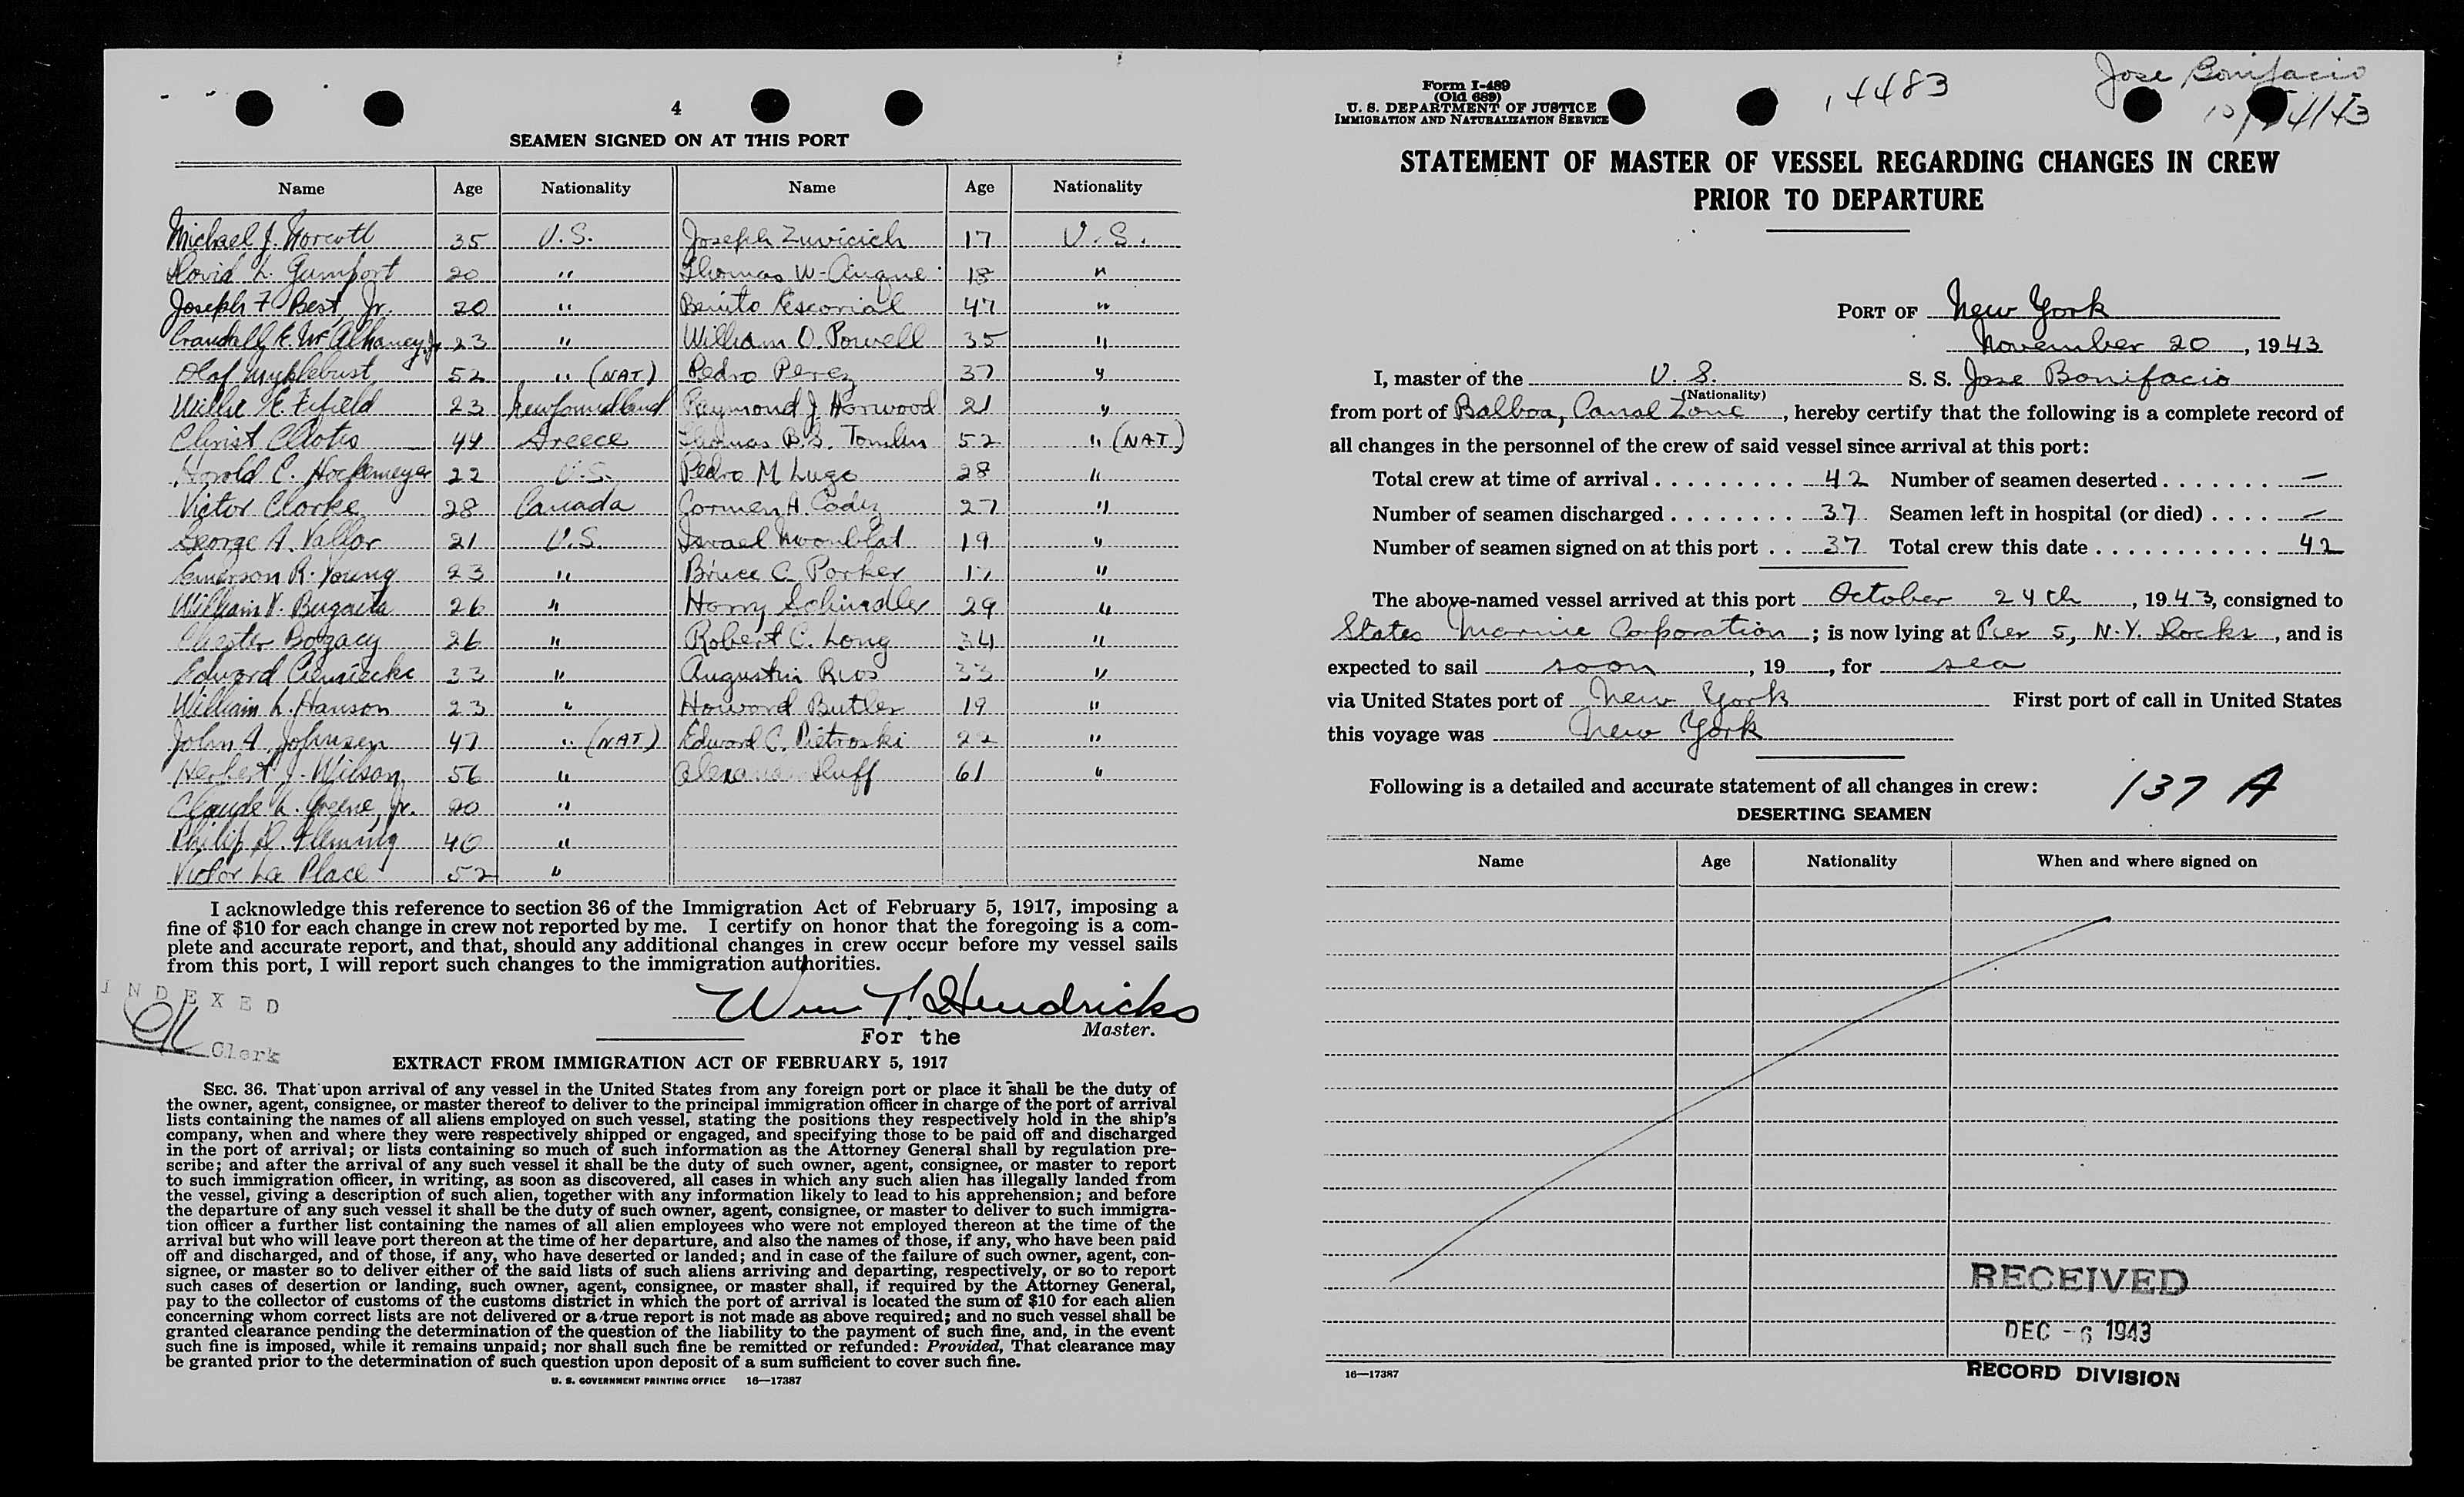 4
SEAMEN SIGNED ON AT THIS PORT
Name Age Nationality Name Age Nationality
Michael J. Norcott 35 U.S. Joseph Zuvicich 17 U.S.
David L. Gumport 20 " Thomas W. 18 "
Joseph F. Best, Jr. 20 " Benito Escorial 47 "
Crandall E. McAlhaney, Jr 23 " William O. Powell 35 "
Olaf Myklebust 52 " (NAT) Pedro Perez 37 "
Willie E. Fifield 23 Newfoundland Raymond J. Horwood 21 "
Christ 44 Greece Thomas B.S. Tomlin 52 " (NAT)
Harold C. Hockemeyer 22 U.S. Pedro M Lugo 28 "
Victor Clarke 28 Canada Carmen A. Cadiz 27 "
George A. Vallor 21 U.S. Israel Moonblat 19 "
Emerson R. Young 23 " Bruce C. Parker 17 "
William V. 26 " Harry Schindler 29 "
Chester Bogacy 26 " Robert C. Long 34 "
Edward 33 " Augustin Rios 33 "
William L. Hanson 23 " Howard Butler 19 "
John A. Johnsen 47 " (NAT) Edward C. Pietroski 22 "
Herbert J. Wilson 56 " 61 "
Claude L. Greene, Jr. 20 "
Philip D. Fleming 40 "
Victor La Place 52 "
I acknowledge this reference to section 36 of the Immigration Act of February 5, 1917, imposing a
fine of $10 for each change in crew not reported by me. I certify on honor that the foregoing is a com-
plete and accurate report, and that, should any additional changes in crew occur before my vessel sails
from this port, I will report such changes to the immigration authorities.
INDEXED
Clerk
Wm T. Hendricks
For the Master.
EXTRACT FROM IMMIGRATION ACT OF FEBRUARY 5, 1917
SEC. 36. That upon arrival of any vessel in the United States from any foreign port or place it shall be the duty of
the owner, agent, consignee, or master thereof to deliver to the principal immigration officer in charge of the port of arrival
lists containing the names of all aliens employed on such vessel, stating the positions they respectively hold in the ship's
company, when and where they were respectively shipped or engaged, and specifying those to be paid off and discharged
in the port of arrival; or lists containing so much of such information as the Attorney General shall by regulation pre-
scribe; and after the arrival of any such vessel it shall be the duty of such owner, agent, consignee, or master to report
to such immigration officer, in writing, as soon as discovered, all cases in which any such alien has illegally landed from
the vessel, giving a description of such alien, together with any information likely to lead to his apprehension; and before
the departure of any such vessel it shall be the duty of such owner, agent, consignee, or master to deliver to such immigra-
tion officer a further list containing the names of all alien employees who were not employed thereon at the time of the
arrival but who will leave port thereon at the time of her departure, and also the names of those, if any, who have been paid
off and discharged, and of those, if any, who have deserted or landed; and in case of the failure of such owner, agent, con-
signee, or master so to deliver either of the said lists of such aliens arriving and departing, respectively, or so to report
such cases of desertion or landing, such owner, agent, consignee, or master shall, if required by the Attorney General,
pay to the collector of customs of the customs district in which the port of arrival is located the sum of $10 for each alien
concerning whom correct lists are not delivered or a true report is not made as above required; and no such vessel shall be
granted clearance pending the determination of the question of the liability to the payment of such fine, and, in the event
such fine is imposed, while it remains unpaid; nor shall such fine be remitted or refunded: Provided, That clearance may
be granted prior to the determination of such question upon deposit of a sum sufficient to cover such fine.
U. S. GOVERNMENT PRINTING OFFICE 16—17387
Form I-489
(Old 689)
U. S. DEPARTMENT OF JUSTICE
IMMIGRATION AND NATURALIZATION SERVICE
14483
Jose Bonifacio
10/24/43
STATEMENT OF MASTER OF VESSEL REGARDING CHANGES IN CREW
PRIOR TO DEPARTURE
PORT OF New York
November 20, 1943
I, master of the U.S. S. S. Jose Bonifacio
(Nationality)
from port of Balboa, Canal Zone, hereby certify that the following is a complete record of
all changes in the personnel of the crew of said vessel since arrival at this port:
Total crew at time of arrival . . . . . . . . . 42 Number of seamen deserted . . . . . . . —
Number of seamen discharged . . . . . . . . 37 Seamen left in hospital (or died) . . . . —
Number of seamen signed on at this port . . 37 Total crew this date . . . . . . . . . . . . 42
The above-named vessel arrived at this port October 24th, 1943, consigned to
States Marine Corporation; is now lying at Pier 5, N.Y. Docks, and is
expected to sail soon, 19, for sea
via United States port of New York First port of call in United States
this voyage was New York
Following is a detailed and accurate statement of all changes in crew:
137 A
DESERTING SEAMEN
Name Age Nationality When and where signed on
RECEIVED
DEC -6 1943
RECORD DIVISION
16—17387